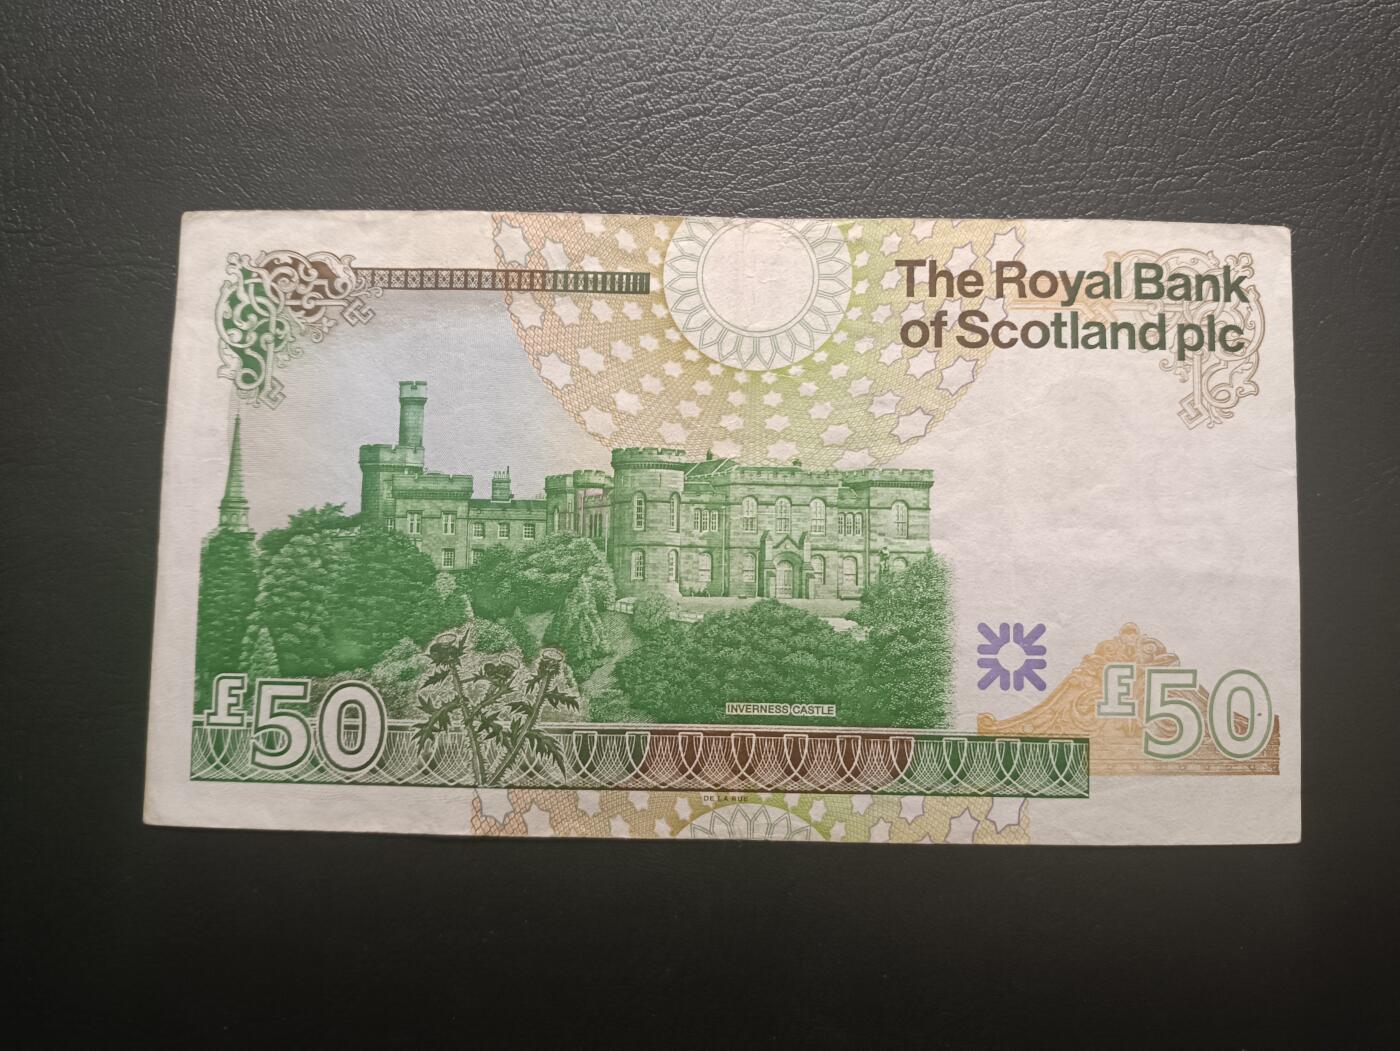 The Royal Bank
of Scotland plc
INVERNESS CASTLE
£50
£50
DE LA RUE